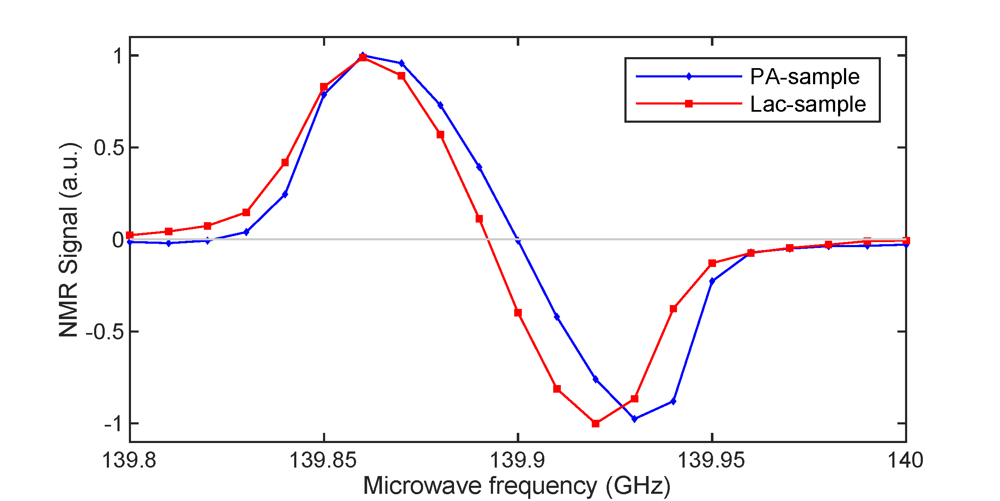 PA-sample
Lac-sample
1
0.5
0
-0.5
-1
NMR Signal (a.u.)
139.8 139.85 139.9 139.95 140
Microwave frequency (GHz)